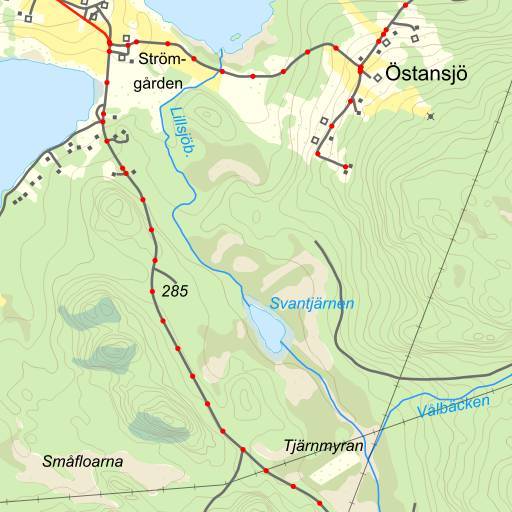 Ström-
gården
Östansjö
Lillsjöb.
285
Svantjärnen
Vålbäcken
Tjärnmyran
Småfloarna